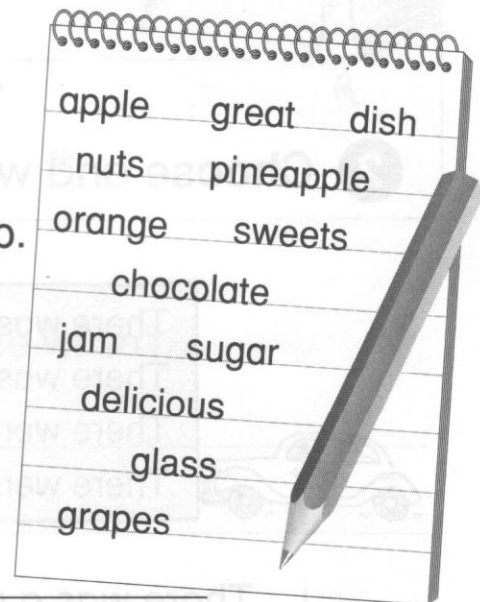 apple great dish
nuts pineapple
o. orange sweets
chocolate
jam sugar
delicious
glass
grapes